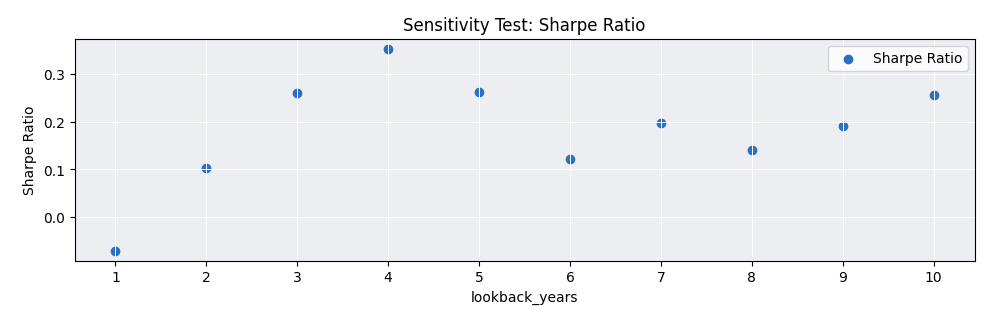 Sensitivity Test: Sharpe Ratio
Sharpe Ratio
0.3
0.2
0.1
0.0
Sharpe Ratio
1 2 3 4 5 6 7 8 9 10
lookback_years